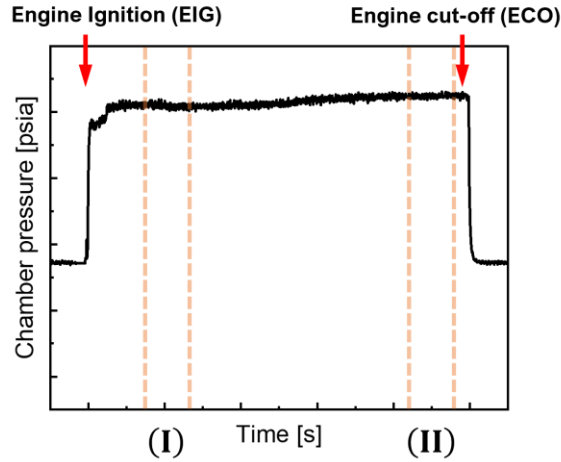 Engine Ignition (EIG)
Engine cut-off (ECO)
Chamber pressure [psia]
(I)
Time [s]
(II)